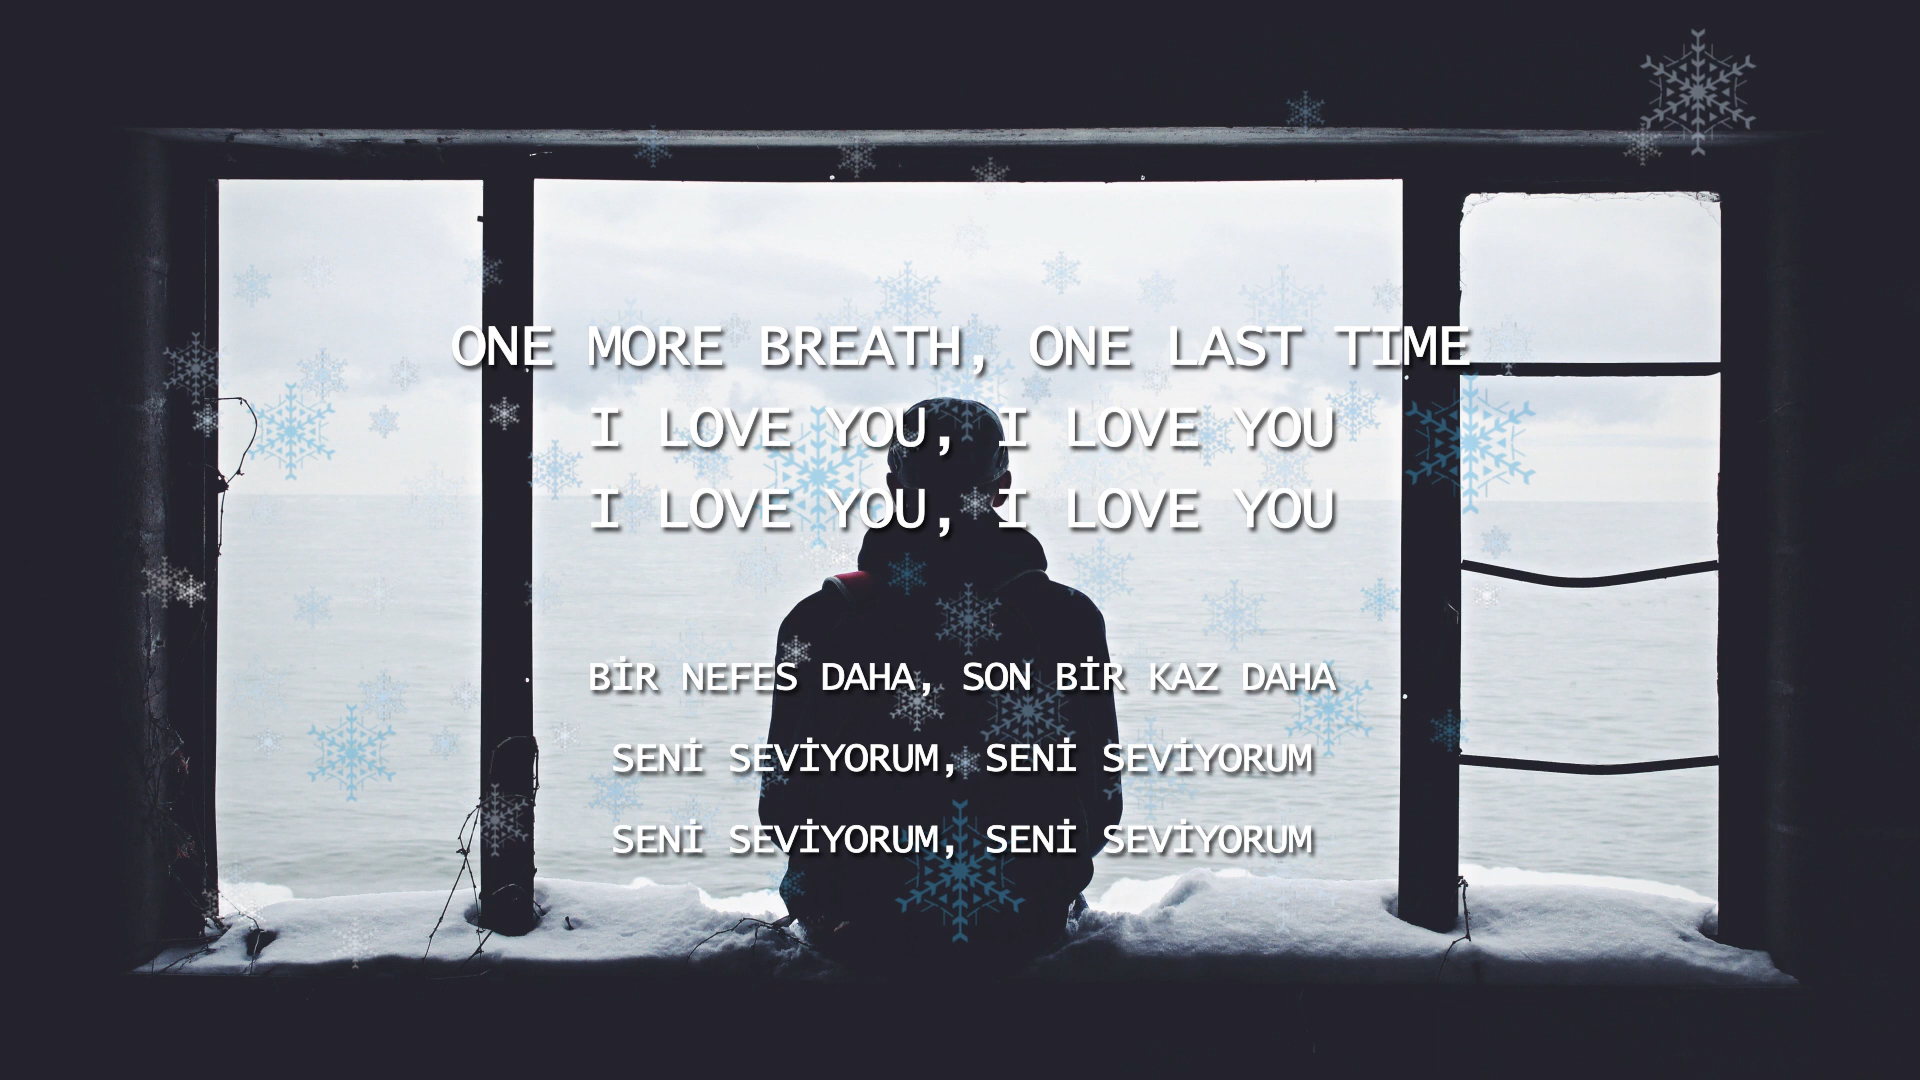 ONE MORE BREATH, ONE LAST TIME
I LOVE YOU, I LOVE YOU
I LOVE YOU, I LOVE YOU
BİR NEFES DAHA, SON BİR KAZ DAHA
SENİ SEVİYORUM, SENİ SEVİYORUM
SENİ SEVİYORUM, SENİ SEVİYORUM